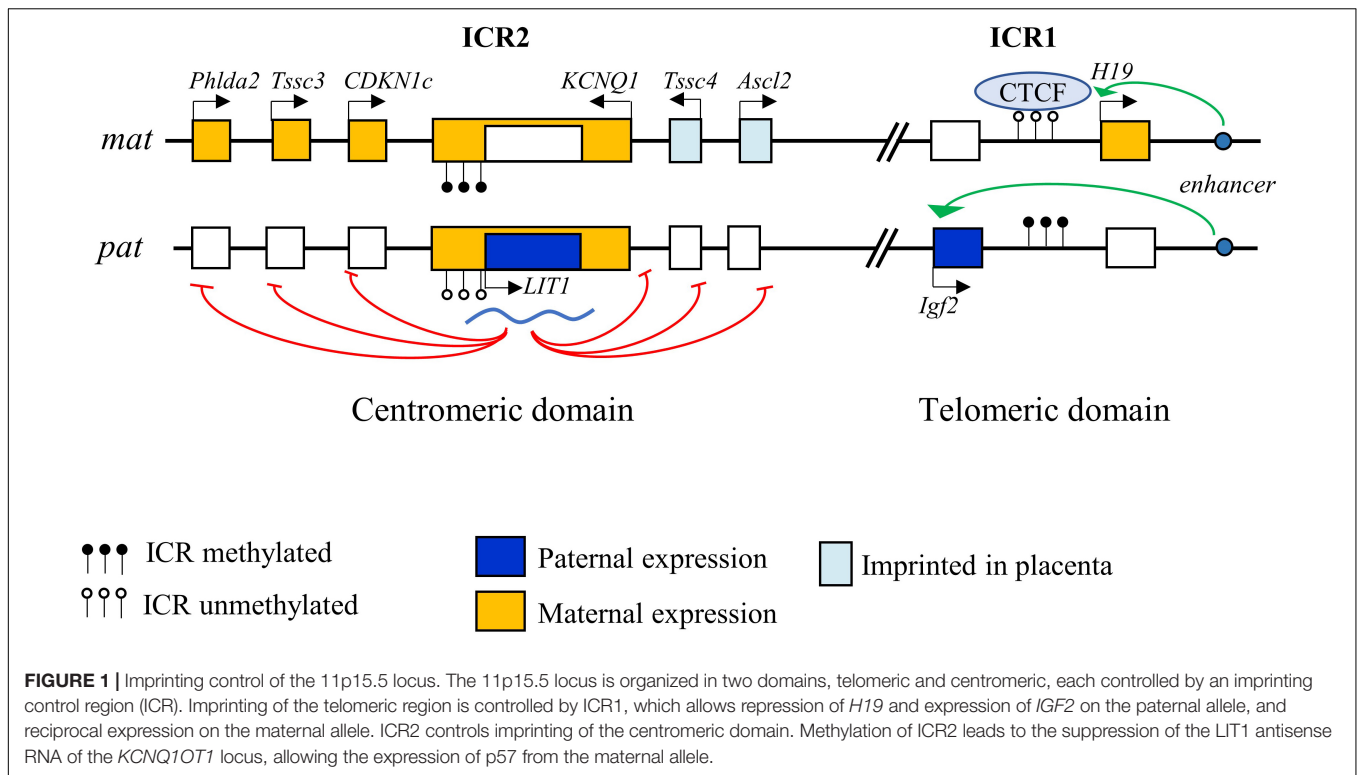 ICR2 ICR1
Phlda2 Tssc3 CDKN1c KCNQ1 Tssc4 Ascl2 CTCF H19
mat
enhancer
pat
LIT1 Igf2
Centromeric domain Telomeric domain
ICR methylated Paternal expression Imprinted in placenta
ICR unmethylated Maternal expression
FIGURE 1 | Imprinting control of the 11p15.5 locus. The 11p15.5 locus is organized in two domains, telomeric and centromeric, each controlled by an imprinting
control region (ICR). Imprinting of the telomeric region is controlled by ICR1, which allows repression of H19 and expression of IGF2 on the paternal allele, and
reciprocal expression on the maternal allele. ICR2 controls imprinting of the centromeric domain. Methylation of ICR2 leads to the suppression of the LIT1 antisense
RNA of the KCNQ1OT1 locus, allowing the expression of p57 from the maternal allele.